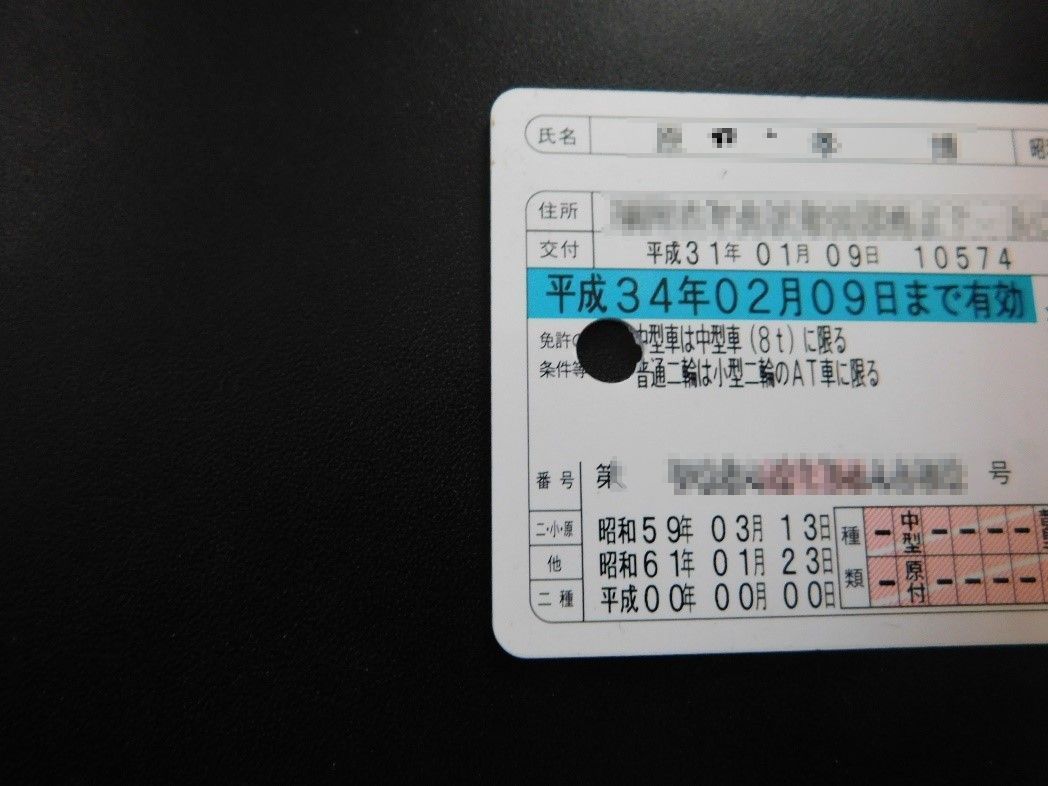 氏名 昭
住所
交付 平成31年 01月 09日 10574
平成34年02月09日まで有効
免許の 中型車は中型車(8t)に限る
条件等 普通二輪は小型二輪のAT車に限る
番号 第 号
二・小・原 昭和59年 03月 13日
他 昭和61年 01月 23日
二種 平成00年 00月 00日
種類 - 中型 - - - -
- 原付 - - - -